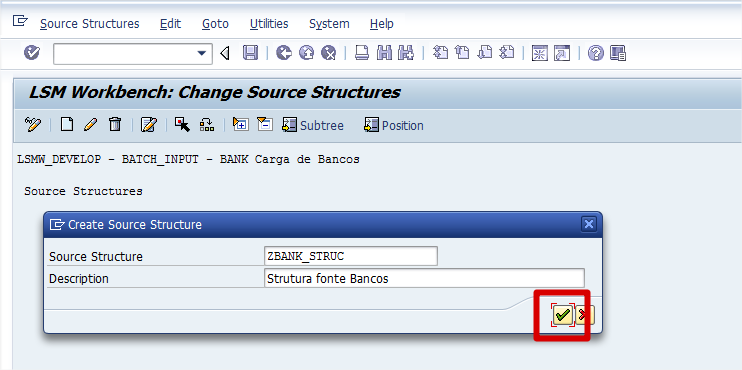 Source Structures Edit Goto Utilities System Help
LSM Workbench: Change Source Structures
Subtree Position
LSMW_DEVELOP - BATCH_INPUT - BANK Carga de Bancos
Source Structures
Create Source Structure
Source Structure ZBANK_STRUC
Description Strutura fonte Bancos